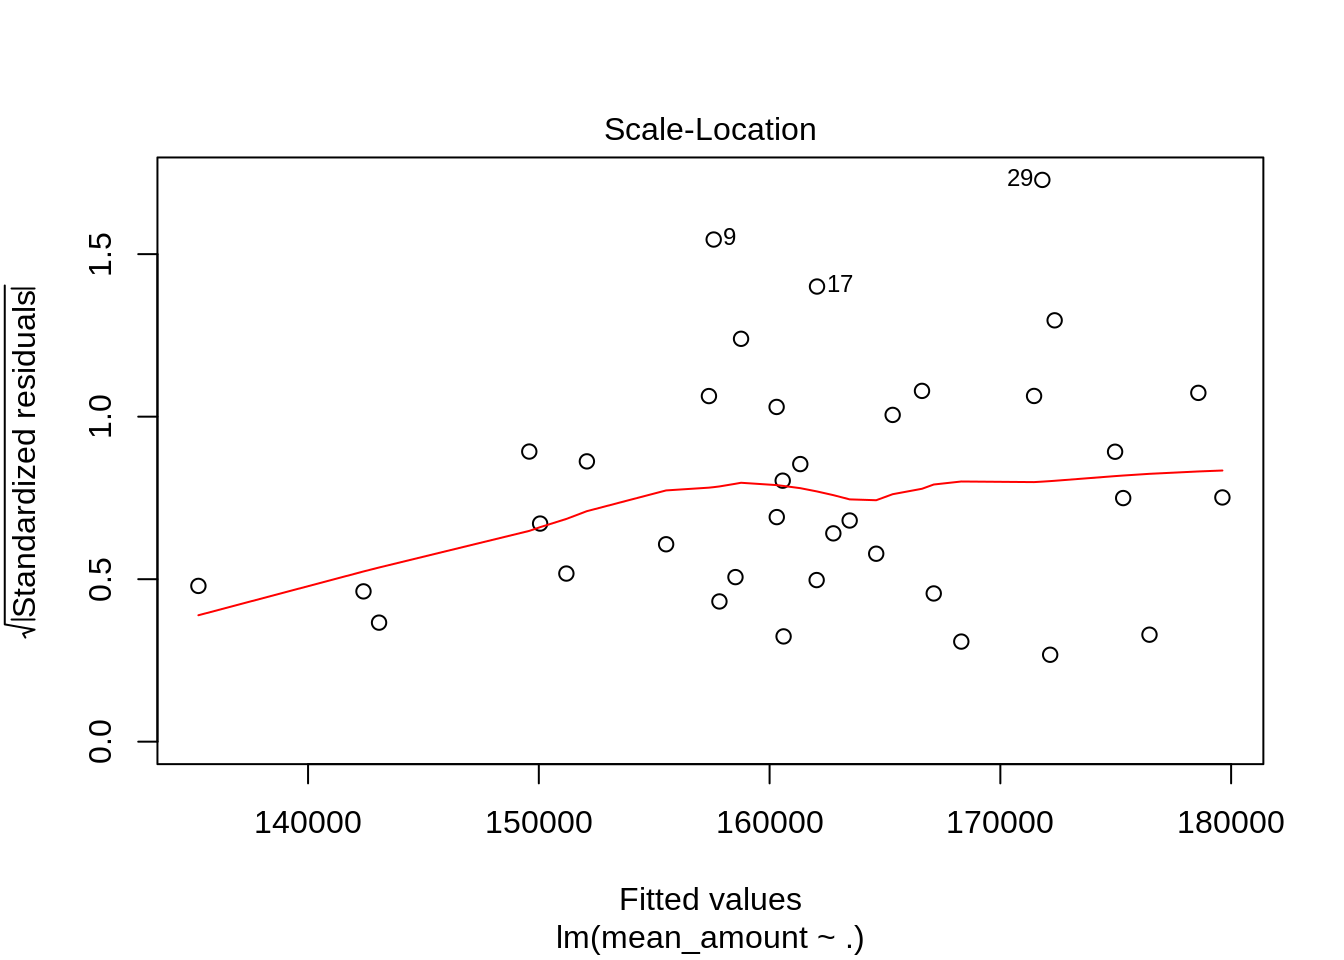 Scale-Location
29
9
17
√|Standardized residuals|
1.5
1.0
0.5
0.0
140000 150000 160000 170000 180000
Fitted values
lm(mean_amount ~ .)